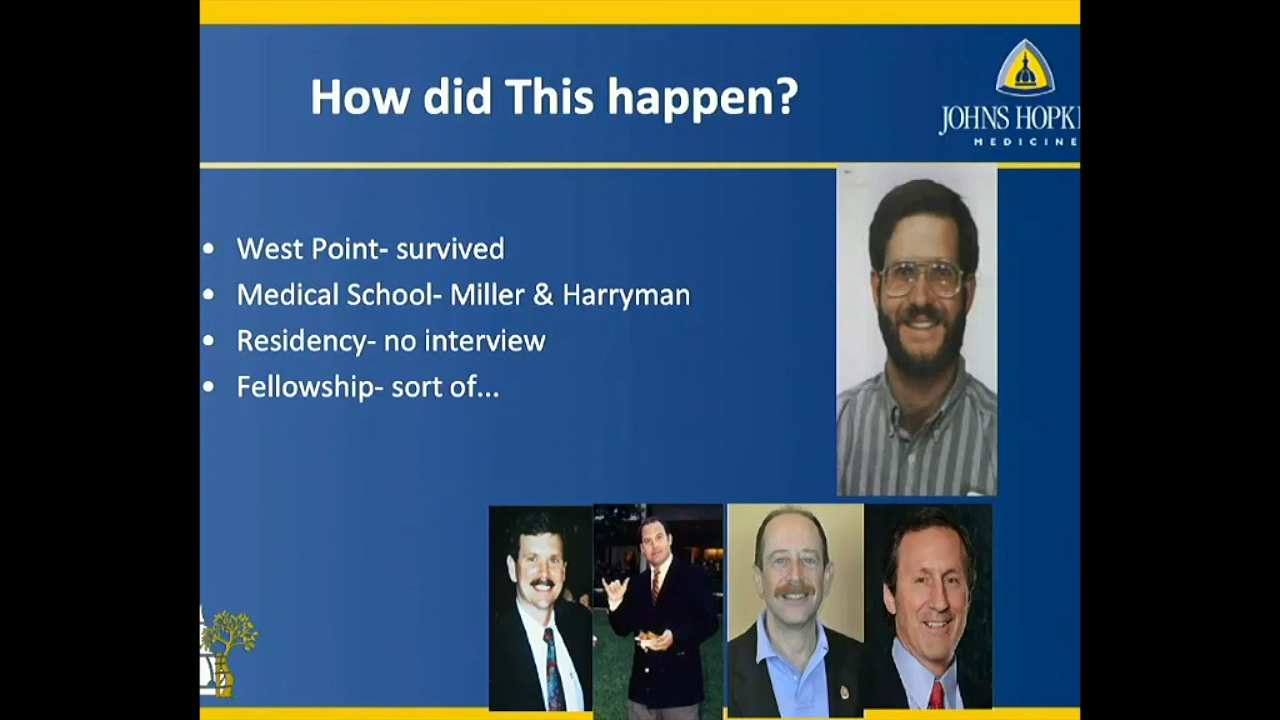 How did This happen?
JOHNS HOPKI
MEDICINE
• West Point- survived
• Medical School- Miller & Harryman
• Residency- no interview
• Fellowship- sort of...